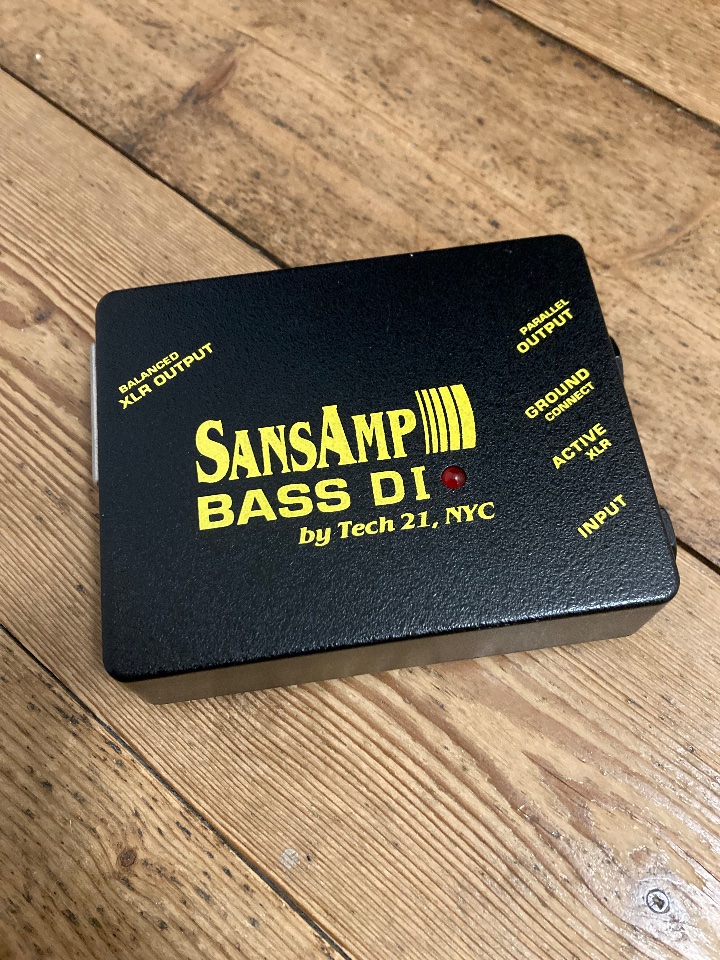 BALANCED
XLR OUTPUT
PARALLEL
OUTPUT
GROUND
CONNECT
ACTIVE
XLR
INPUT
SANSAMP
BASS DI
by Tech 21, NYC